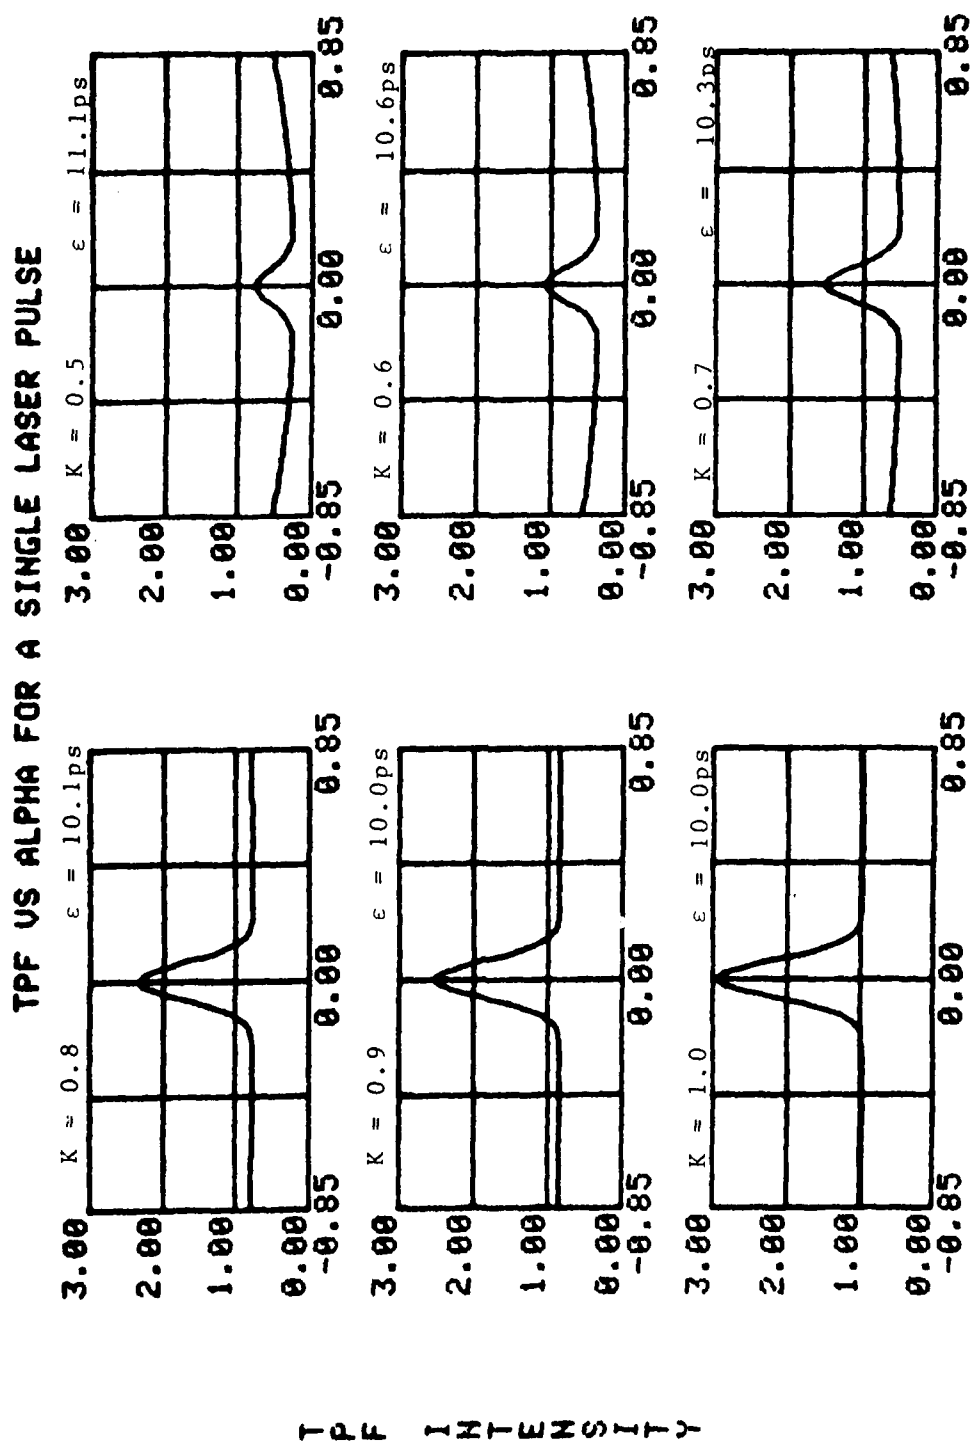 TPF VS ALPHA FOR A SINGLE LASER PULSE
TPF INTENSITY
K = 0.8 ε = 10.1ps
3.00
2.00
1.00
0.00
-0.85 0.00 0.85
K = 0.5 ε = 11.1ps
3.00
2.00
1.00
0.00
-0.85 0.00 0.85
K = 0.9 ε = 10.0ps
3.00
2.00
1.00
0.00
-0.85 0.00 0.85
K = 0.6 ε = 10.6ps
3.00
2.00
1.00
0.00
-0.85 0.00 0.85
K = 1.0 ε = 10.0ps
3.00
2.00
1.00
0.00
-0.85 0.00 0.85
K = 0.7 ε = 10.3ps
3.00
2.00
1.00
0.00
-0.85 0.00 0.85